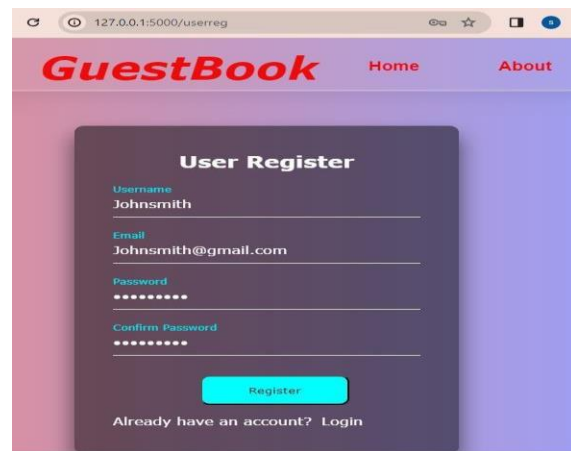 127.0.0.1:5000/userreg
S
GuestBook Home About
User Register
Username
Johnsmith
Email
Johnsmith@gmail.com
Password
•••••••••
Confirm Password
•••••••••
Register
Already have an account? Login